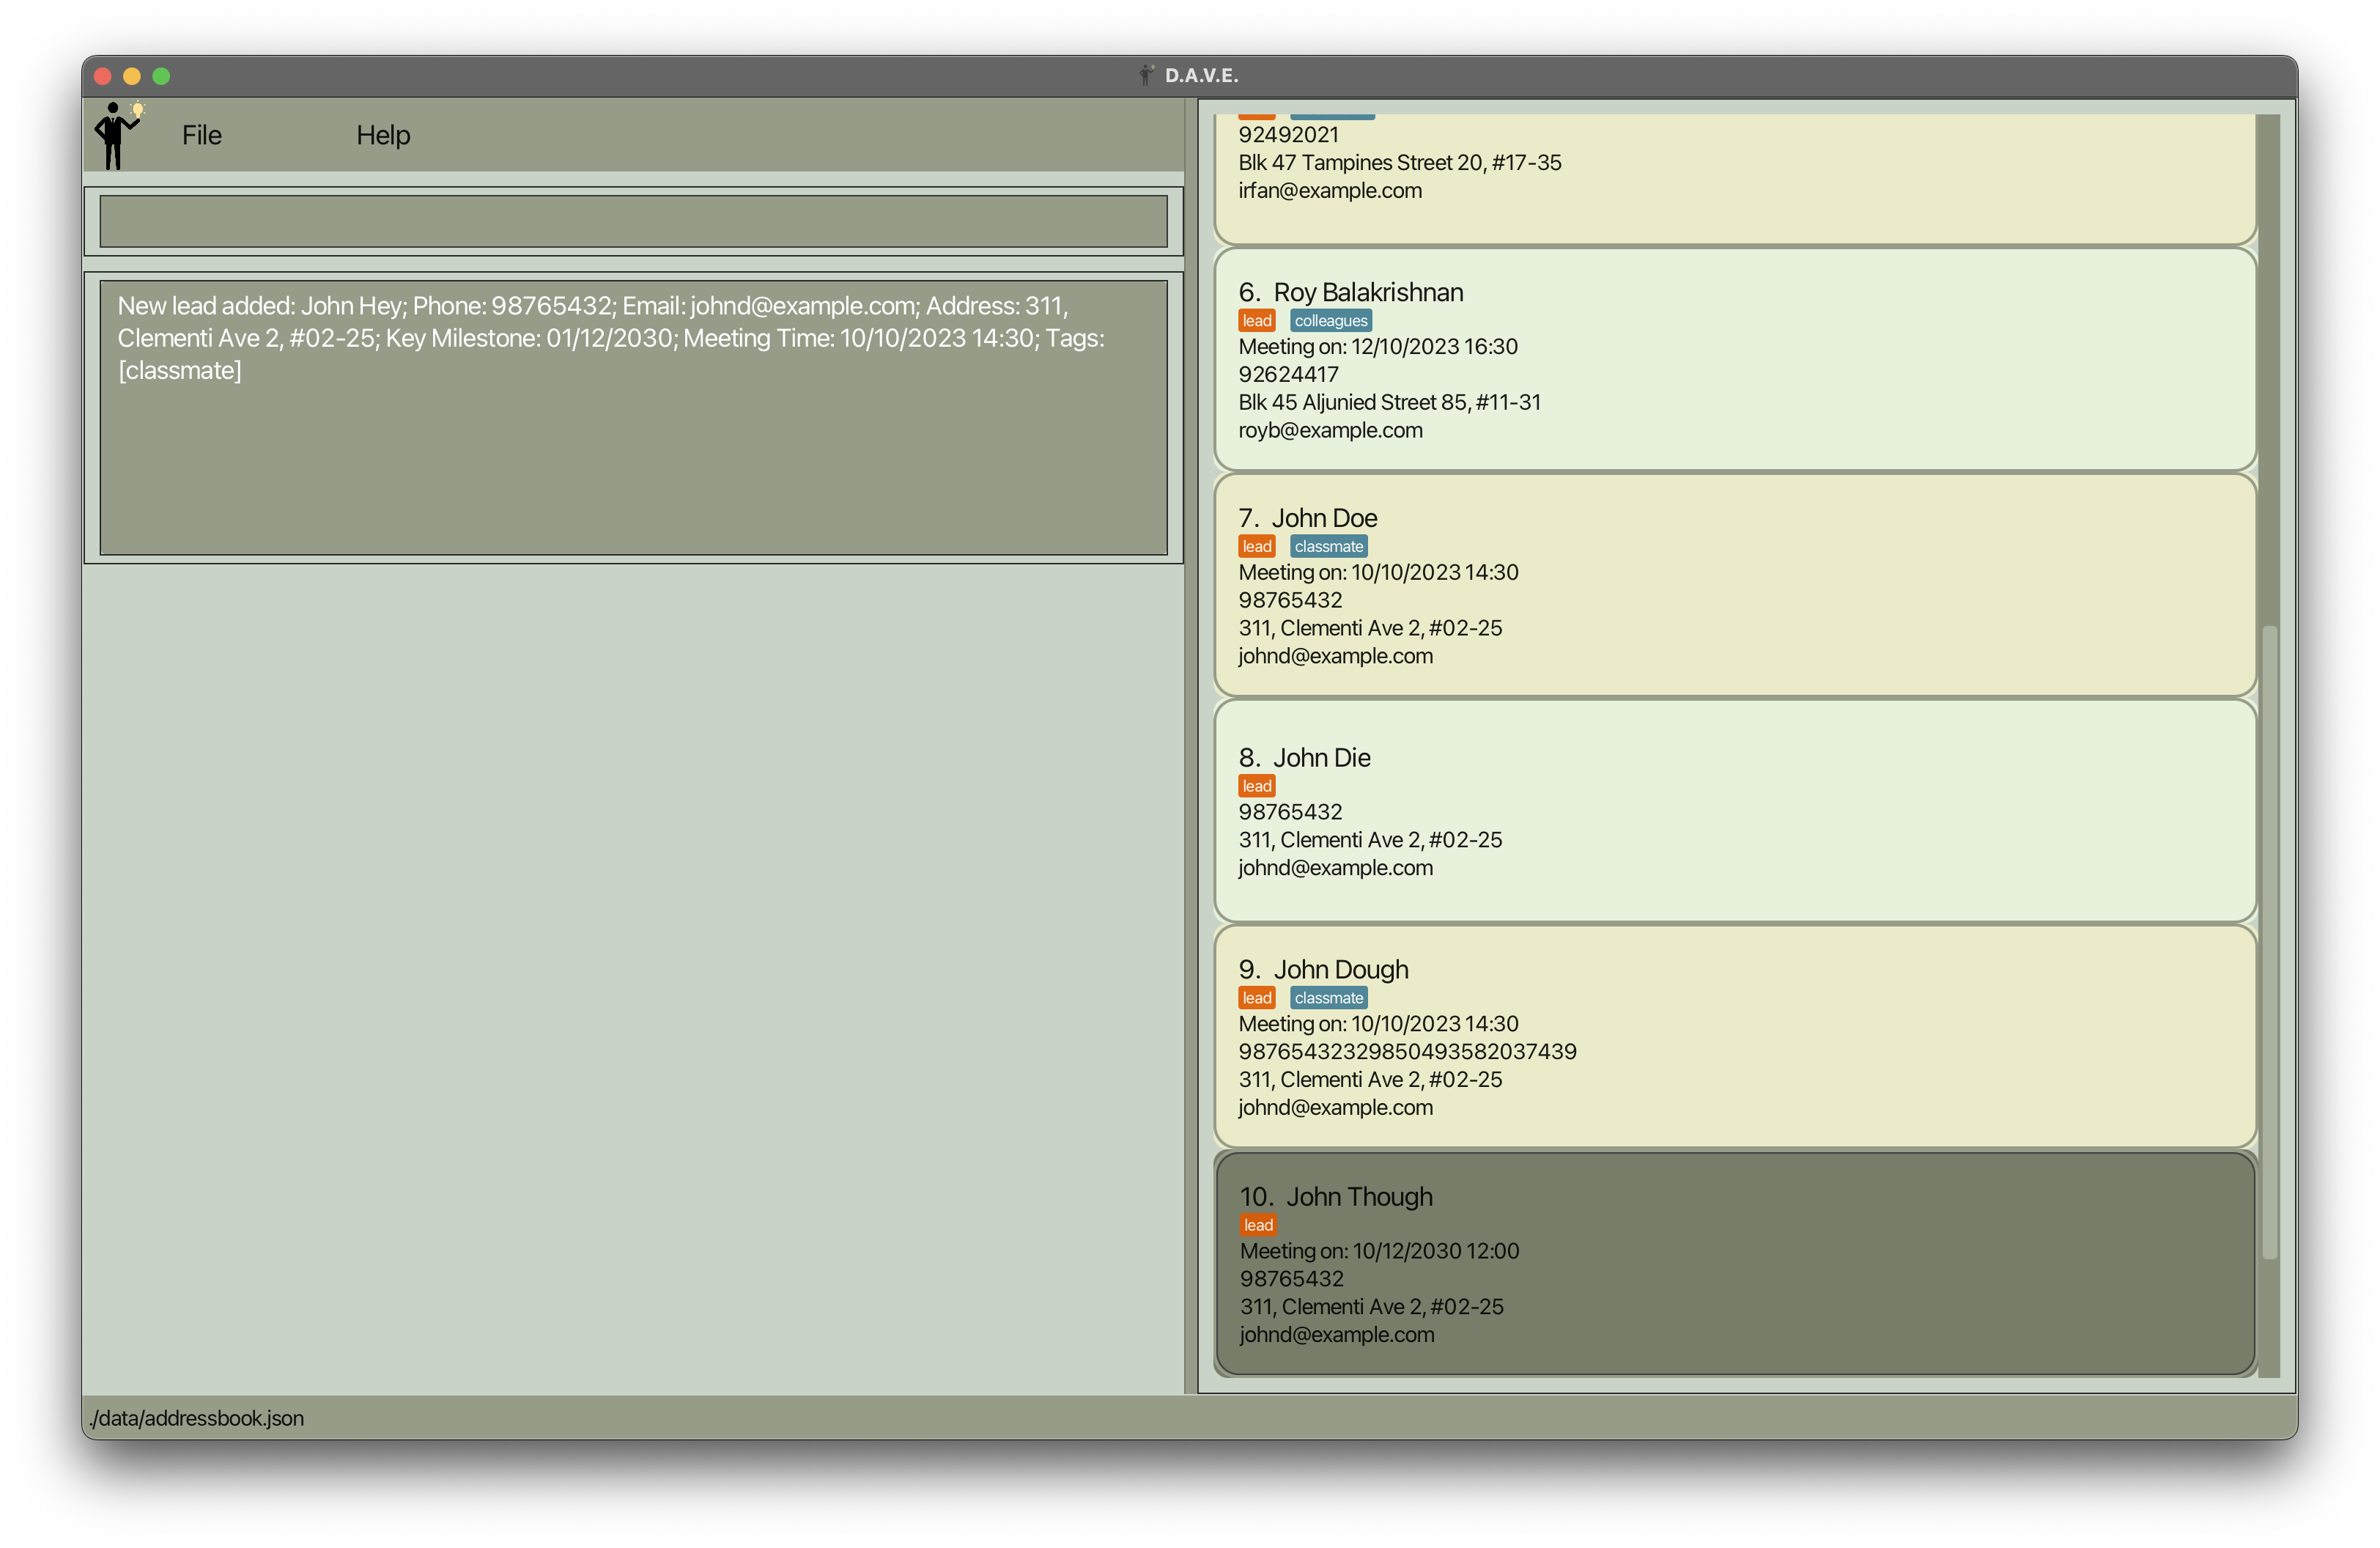 D.A.V.E.
File Help
New lead added: John Hey; Phone: 98765432; Email: johnd@example.com; Address: 311,
Clementi Ave 2, #02-25; Key Milestone: 01/12/2030; Meeting Time: 10/10/2023 14:30; Tags:
[classmate]
92492021
Blk 47 Tampines Street 20, #17-35
irfan@example.com
6. Roy Balakrishnan
lead colleagues
Meeting on: 12/10/2023 16:30
92624417
Blk 45 Aljunied Street 85, #11-31
royb@example.com
7. John Doe
lead classmate
Meeting on: 10/10/2023 14:30
98765432
311, Clementi Ave 2, #02-25
johnd@example.com
8. John Die
lead
98765432
311, Clementi Ave 2, #02-25
johnd@example.com
9. John Dough
lead classmate
Meeting on: 10/10/2023 14:30
98765432329850493582037439
311, Clementi Ave 2, #02-25
johnd@example.com
10. John Though
lead
Meeting on: 10/12/2030 12:00
98765432
311, Clementi Ave 2, #02-25
johnd@example.com
./data/addressbook.json